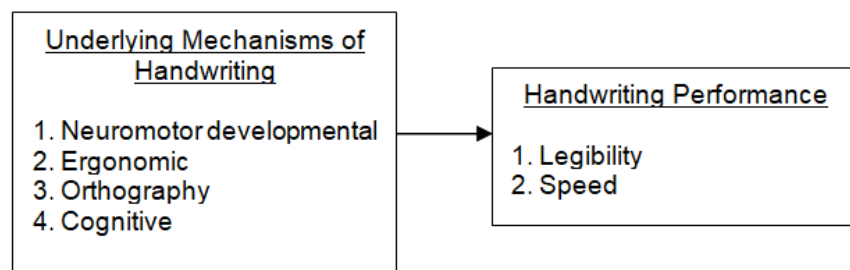 Underlying Mechanisms of
Handwriting
1. Neuromotor developmental
2. Ergonomic
3. Orthography
4. Cognitive
Handwriting Performance
1. Legibility
2. Speed